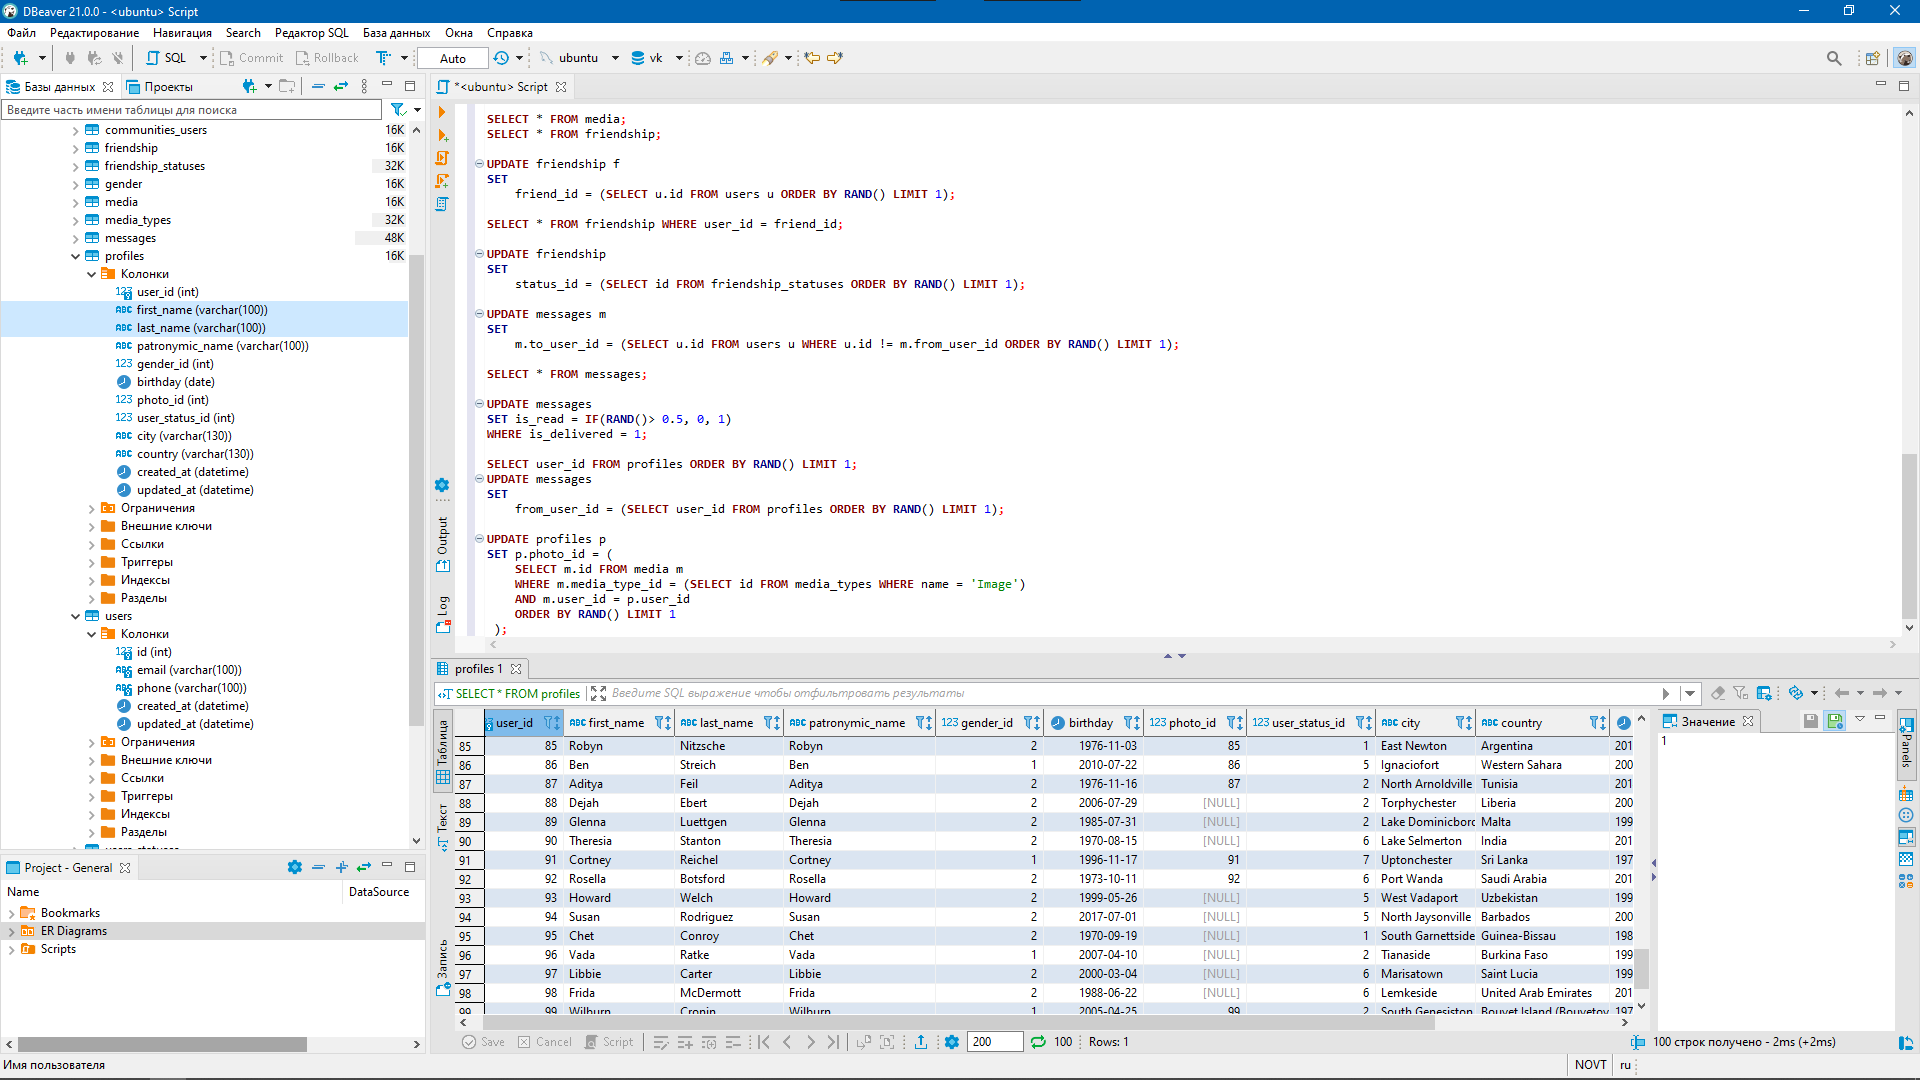 DBeaver 21.0.0 - <ubuntu> Script
Файл Редактирование Навигация Search Редактор SQL База данных Окна Справка
SQL Commit Rollback Auto ubuntu vk
Базы данных Проекты
Введите часть имени таблицы для поиска
communities_users 16K
friendship 16K
friendship_statuses 32K
gender 16K
media 16K
media_types 32K
messages 48K
profiles 16K
Колонки
user_id (int)
first_name (varchar(100))
last_name (varchar(100))
patronymic_name (varchar(100))
gender_id (int)
birthday (date)
photo_id (int)
user_status_id (int)
city (varchar(130))
country (varchar(130))
created_at (datetime)
updated_at (datetime)
Ограничения
Внешние ключи
Ссылки
Триггеры
Индексы
Разделы
users
Колонки
id (int)
email (varchar(100))
phone (varchar(100))
created_at (datetime)
updated_at (datetime)
Ограничения
Внешние ключи
Ссылки
Триггеры
Индексы
Разделы
Project - General
Name DataSource
Bookmarks
ER Diagrams
Scripts
*<ubuntu> Script
SELECT * FROM media;
SELECT * FROM friendship;
UPDATE friendship f
SET
friend_id = (SELECT u.id FROM users u ORDER BY RAND() LIMIT 1);
SELECT * FROM friendship WHERE user_id = friend_id;
UPDATE friendship
SET
status_id = (SELECT id FROM friendship_statuses ORDER BY RAND() LIMIT 1);
UPDATE messages m
SET
m.to_user_id = (SELECT u.id FROM users u WHERE u.id != m.from_user_id ORDER BY RAND() LIMIT 1);
SELECT * FROM messages;
UPDATE messages
SET is_read = IF(RAND()> 0.5, 0, 1)
WHERE is_delivered = 1;
SELECT user_id FROM profiles ORDER BY RAND() LIMIT 1;
UPDATE messages
SET
from_user_id = (SELECT user_id FROM profiles ORDER BY RAND() LIMIT 1);
UPDATE profiles p
SET p.photo_id = (
SELECT m.id FROM media m
WHERE m.media_type_id = (SELECT id FROM media_types WHERE name = 'Image')
AND m.user_id = p.user_id
ORDER BY RAND() LIMIT 1
);
Output
Log
profiles 1
SELECT * FROM profiles Введите SQL выражение чтобы отфильтровать результаты
Таблица
Текст
Запись
user_id first_name last_name patronymic_name gender_id birthday photo_id user_status_id city country
85 85 Robyn Nitzsche Robyn 2 1976-11-03 85 1 East Newton Argentina 201
86 86 Ben Streich Ben 1 2010-07-22 86 5 Ignaciofort Western Sahara 200
87 87 Aditya Feil Aditya 2 1976-11-16 87 2 North Arnoldville Tunisia 201
88 88 Dejah Ebert Dejah 2 2006-07-29 [NULL] 2 Torphychester Liberia 200
89 89 Glenna Luettgen Glenna 2 1985-07-31 [NULL] 2 Lake Dominicborc Malta 199
90 90 Theresia Stanton Theresia 2 1970-08-15 [NULL] 6 Lake Selmerton India 201
91 91 Cortney Reichel Cortney 1 1996-11-17 91 7 Uptonchester Sri Lanka 197
92 92 Rosella Botsford Rosella 2 1973-10-11 92 6 Port Wanda Saudi Arabia 201
93 93 Howard Welch Howard 2 1999-05-26 [NULL] 5 West Vadaport Uzbekistan 199
94 94 Susan Rodriguez Susan 2 2017-07-01 [NULL] 5 North Jaysonville Barbados 200
95 95 Chet Conroy Chet 2 1970-09-19 [NULL] 1 South Garnettside Guinea-Bissau 198
96 96 Vada Ratke Vada 1 2007-04-10 [NULL] 2 Tianaside Burkina Faso 199
97 97 Libbie Carter Libbie 2 2000-03-04 [NULL] 6 Marisatown Saint Lucia 199
98 98 Frida McDermott Frida 2 1988-06-22 [NULL] 6 Lemkeside United Arab Emirates 201
99 99 Wilburn Cronin Wilburn 1 2005-04-25 99 2 South Genesiston Bouvet Island (Bouvetoy 197
Значение
1
Panels
Save Cancel Script 200 100 Rows: 1 100 строк получено - 2ms (+2ms)
Имя пользователя NOVT ru